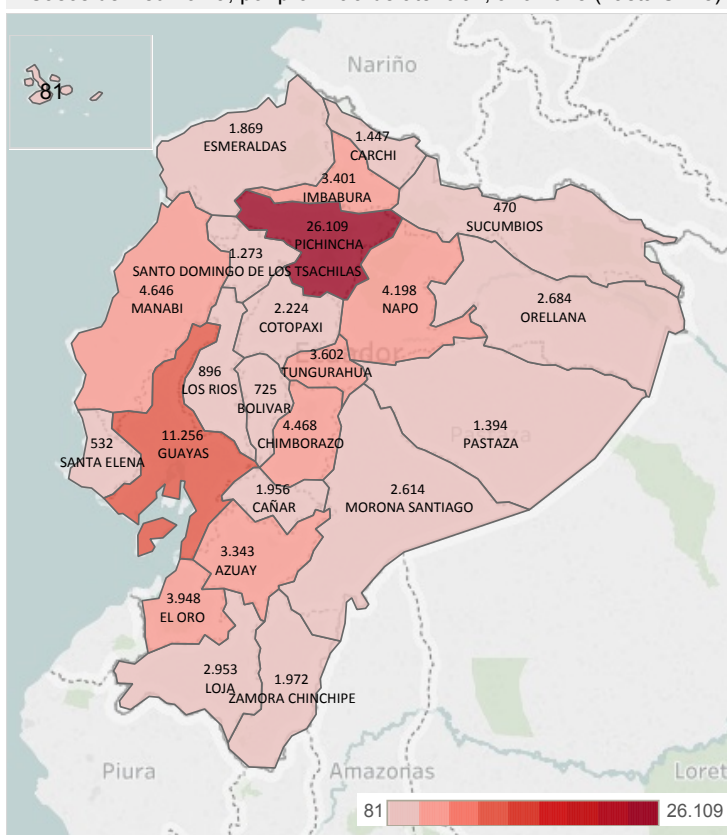 Nariño
81
1.869
ESMERALDAS
1.447
CARCHI
3.401
IMBABURA
470
SUCUMBIOS
26.109
PICHINCHA
1.273
SANTO DOMINGO DE LOS TSACHILAS
4.646
MANABI
4.198
NAPO
2.684
ORELLANA
2.224
COTOPAXI
Ecuador
3.602
TUNGURAHUA
896
LOS RIOS
725
BOLIVAR
4.468
CHIMBORAZO
1.394
PASTAZA
532
SANTA ELENA
11.256
GUAYAS
1.956
CAÑAR
2.614
MORONA SANTIAGO
3.343
AZUAY
3.948
EL ORO
2.953
LOJA
1.972
ZAMORA CHINCHIPE
Piura
Amazonas
Loret
81
26.109